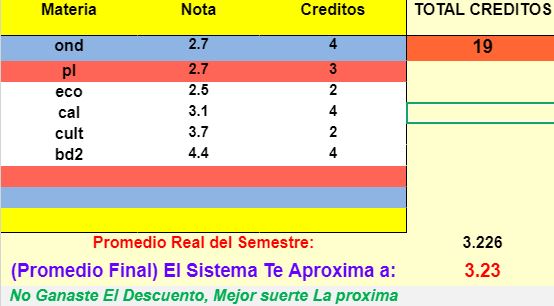 Materia Nota Creditos TOTAL CREDITOS
ond 2.7 4 19
pl 2.7 3
eco 2.5 2
cal 3.1 4
cult 3.7 2
bd2 4.4 4
Promedio Real del Semestre: 3.226
(Promedio Final) El Sistema Te Aproxima a: 3.23
No Ganaste El Descuento, Mejor suerte La proxima